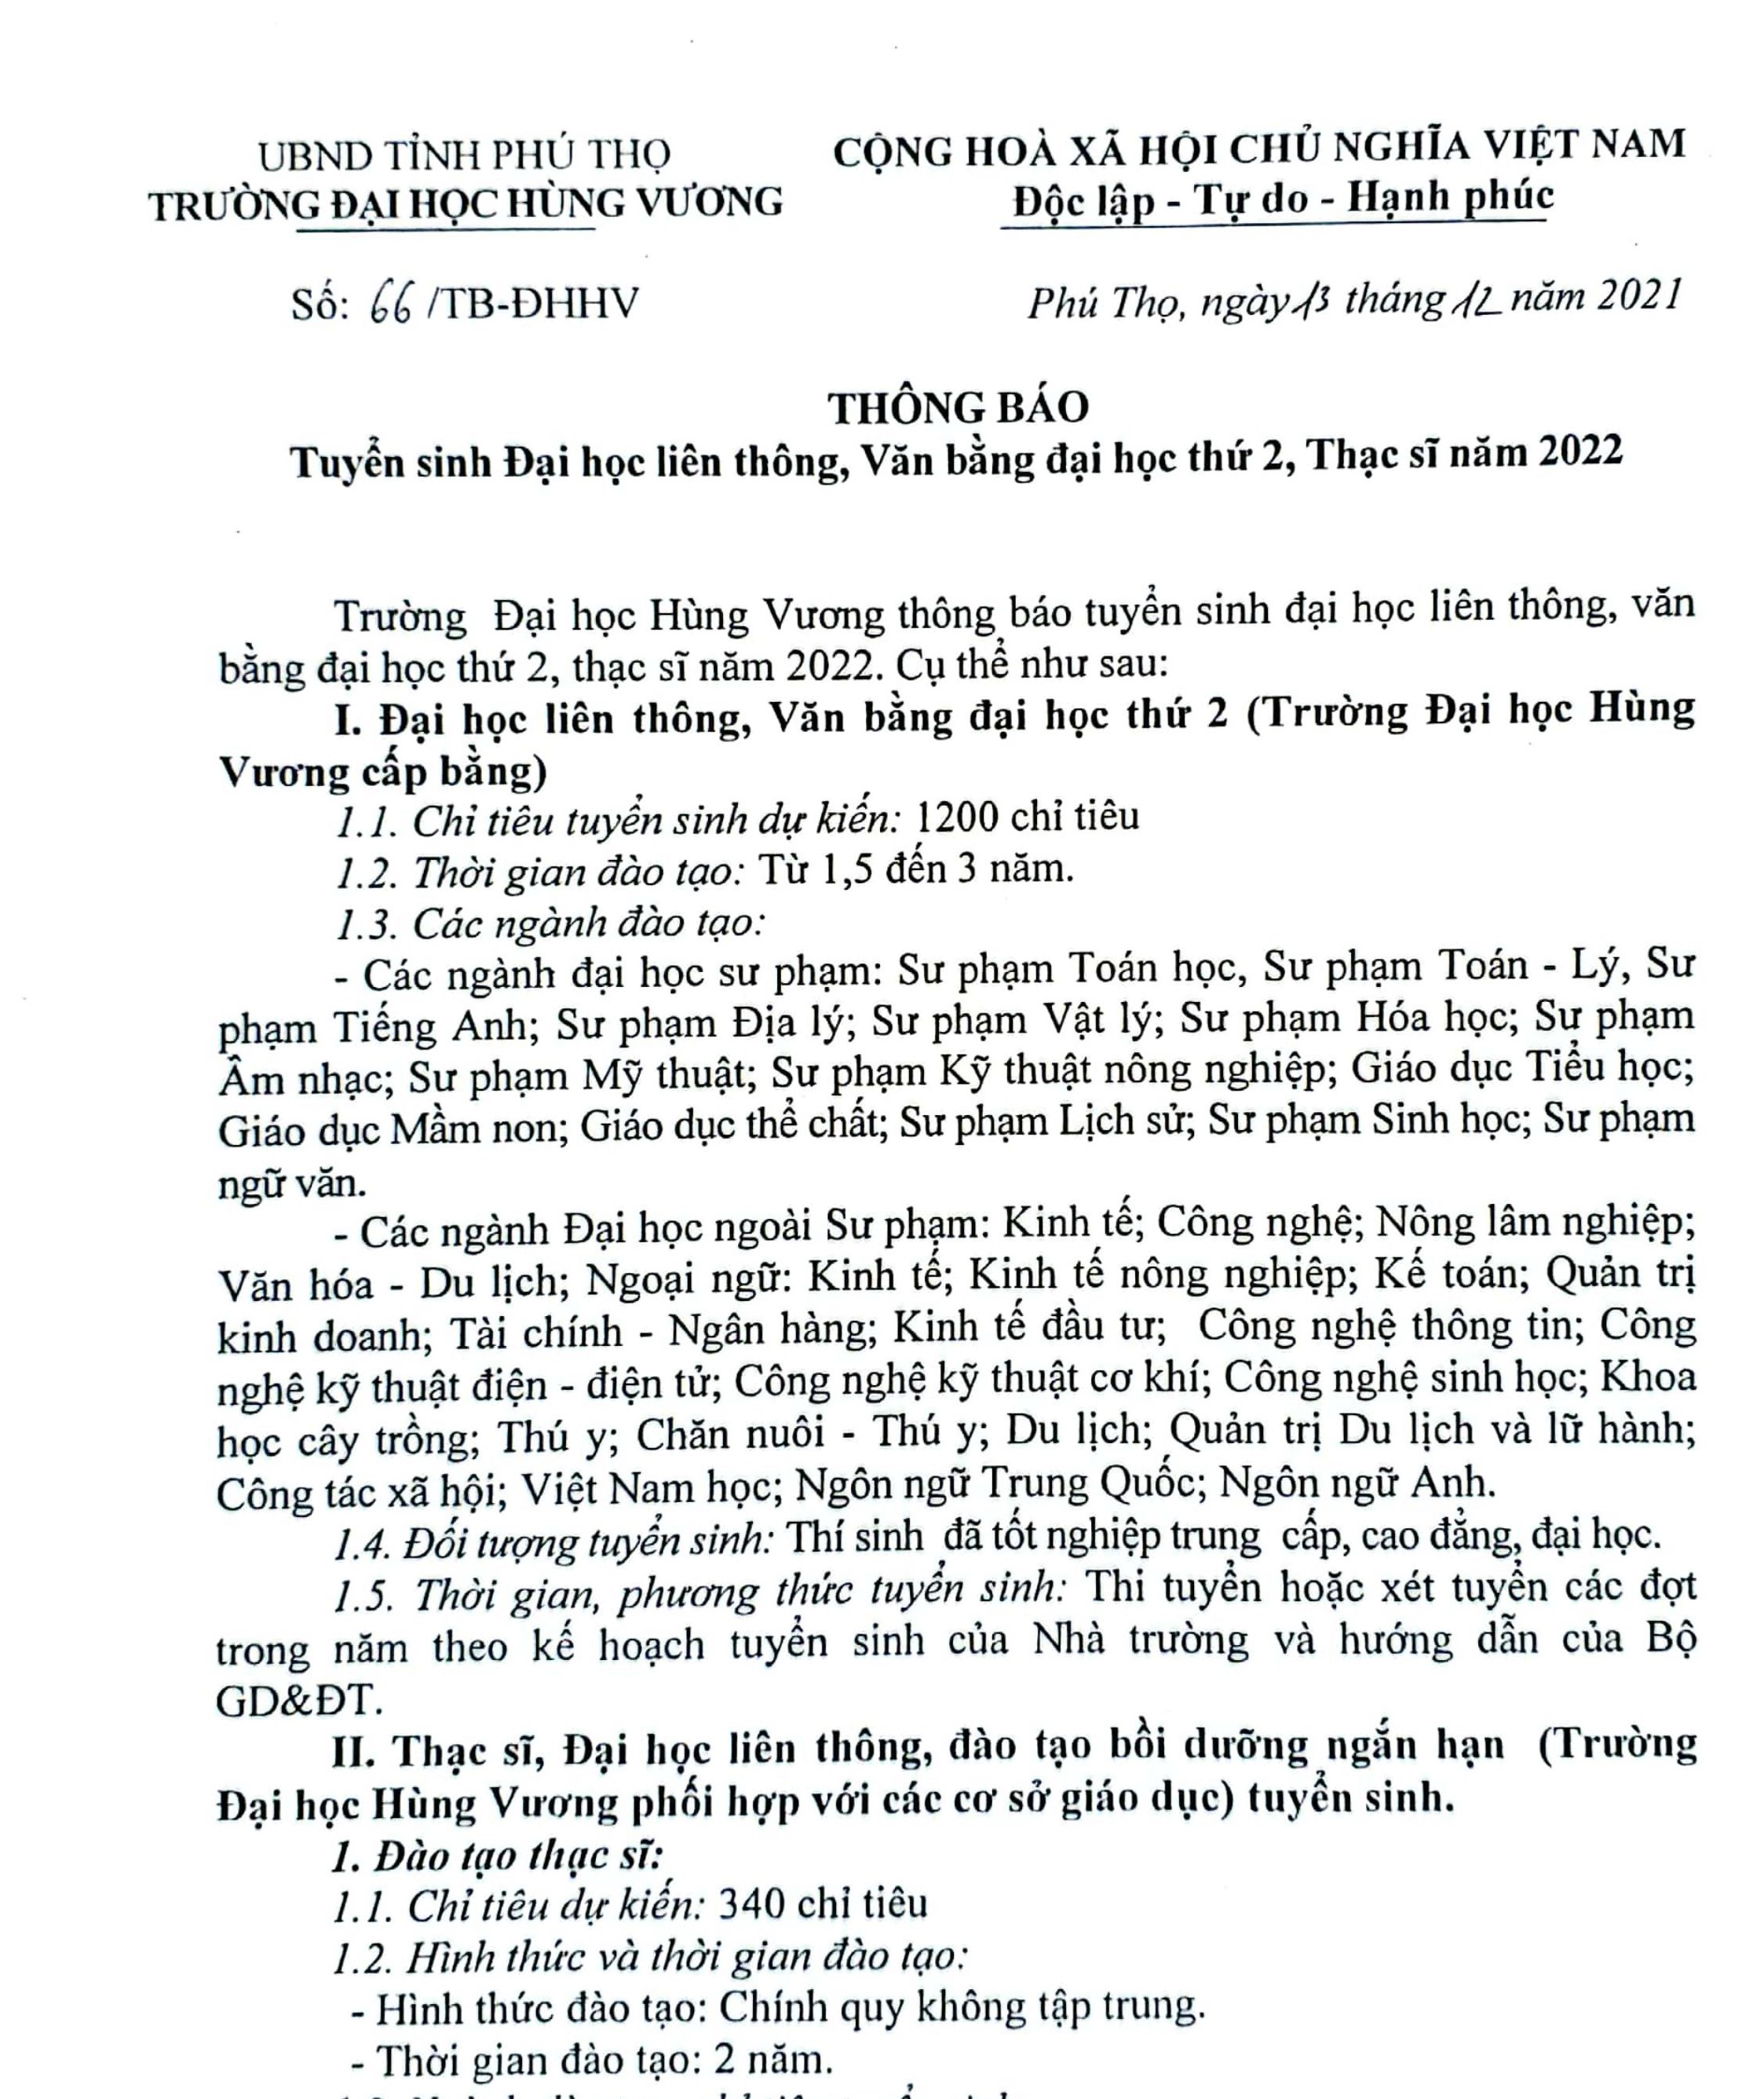 UBND TỈNH PHÚ THỌ
TRƯỜNG ĐẠI HỌC HÙNG VƯƠNG
CỘNG HOÀ XÃ HỘI CHỦ NGHĨA VIỆT NAM
Độc lập - Tự do - Hạnh phúc
Số: 66 /TB-ĐHHV
Phú Thọ, ngày 13 tháng 12 năm 2021
THÔNG BÁO
Tuyển sinh Đại học liên thông, Văn bằng đại học thứ 2, Thạc sĩ năm 2022
Trường Đại học Hùng Vương thông báo tuyển sinh đại học liên thông, văn
bằng đại học thứ 2, thạc sĩ năm 2022. Cụ thể như sau:
I. Đại học liên thông, Văn bằng đại học thứ 2 (Trường Đại học Hùng
Vương cấp bằng)
1.1. Chỉ tiêu tuyển sinh dự kiến: 1200 chỉ tiêu
1.2. Thời gian đào tạo: Từ 1,5 đến 3 năm.
1.3. Các ngành đào tạo:
- Các ngành đại học sư phạm: Sư phạm Toán học, Sư phạm Toán - Lý, Sư
phạm Tiếng Anh; Sư phạm Địa lý; Sư phạm Vật lý; Sư phạm Hóa học; Sư phạm
Âm nhạc; Sư phạm Mỹ thuật; Sư phạm Kỹ thuật nông nghiệp; Giáo dục Tiểu học;
Giáo dục Mầm non; Giáo dục thể chất; Sư phạm Lịch sử; Sư phạm Sinh học; Sư phạm
ngữ văn.
- Các ngành Đại học ngoài Sư phạm: Kinh tế; Công nghệ; Nông lâm nghiệp;
Văn hóa - Du lịch; Ngoại ngữ: Kinh tế; Kinh tế nông nghiệp; Kế toán; Quản trị
kinh doanh; Tài chính - Ngân hàng; Kinh tế đầu tư; Công nghệ thông tin; Công
nghệ kỹ thuật điện - điện tử; Công nghệ kỹ thuật cơ khí; Công nghệ sinh học; Khoa
học cây trồng; Thú y; Chăn nuôi - Thú y; Du lịch; Quản trị Du lịch và lữ hành;
Công tác xã hội; Việt Nam học; Ngôn ngữ Trung Quốc; Ngôn ngữ Anh.
1.4. Đối tượng tuyển sinh: Thí sinh đã tốt nghiệp trung cấp, cao đẳng, đại học.
1.5. Thời gian, phương thức tuyển sinh: Thi tuyển hoặc xét tuyển các đợt
trong năm theo kế hoạch tuyển sinh của Nhà trường và hướng dẫn của Bộ
GD&ĐT.
II. Thạc sĩ, Đại học liên thông, đào tạo bồi dưỡng ngắn hạn (Trường
Đại học Hùng Vương phối hợp với các cơ sở giáo dục) tuyển sinh.
1. Đào tạo thạc sĩ:
1.1. Chỉ tiêu dự kiến: 340 chỉ tiêu
1.2. Hình thức và thời gian đào tạo:
- Hình thức đào tạo: Chính quy không tập trung.
- Thời gian đào tạo: 2 năm.